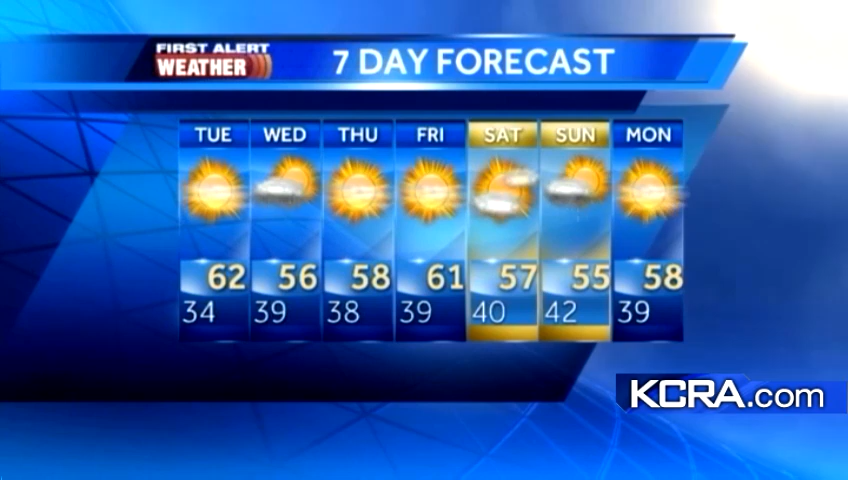 FIRST ALERT
WEATHER
7 DAY FORECAST
TUE WED THU FRI SAT SUN MON
62 56 58 61 57 55 58
34 39 38 39 40 42 39
KCRA.com